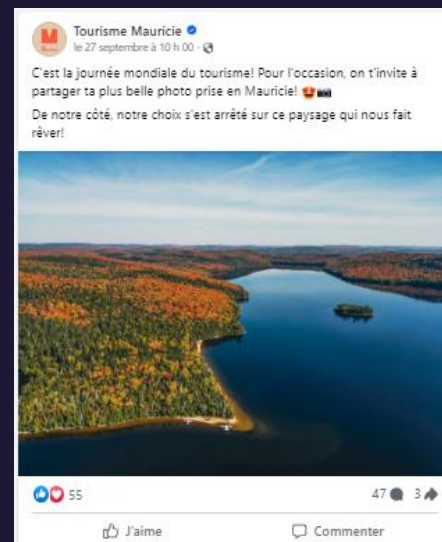 Tourisme Mauricie
le 27 septembre à 10 h 00 ·
C'est la journée mondiale du tourisme! Pour l'occasion, on t'invite à
partager ta plus belle photo prise en Mauricie! 🤩📷
De notre côté, notre choix s'est arrêté sur ce paysage qui nous fait
rêver!
55
47 3
J'aime
Commenter